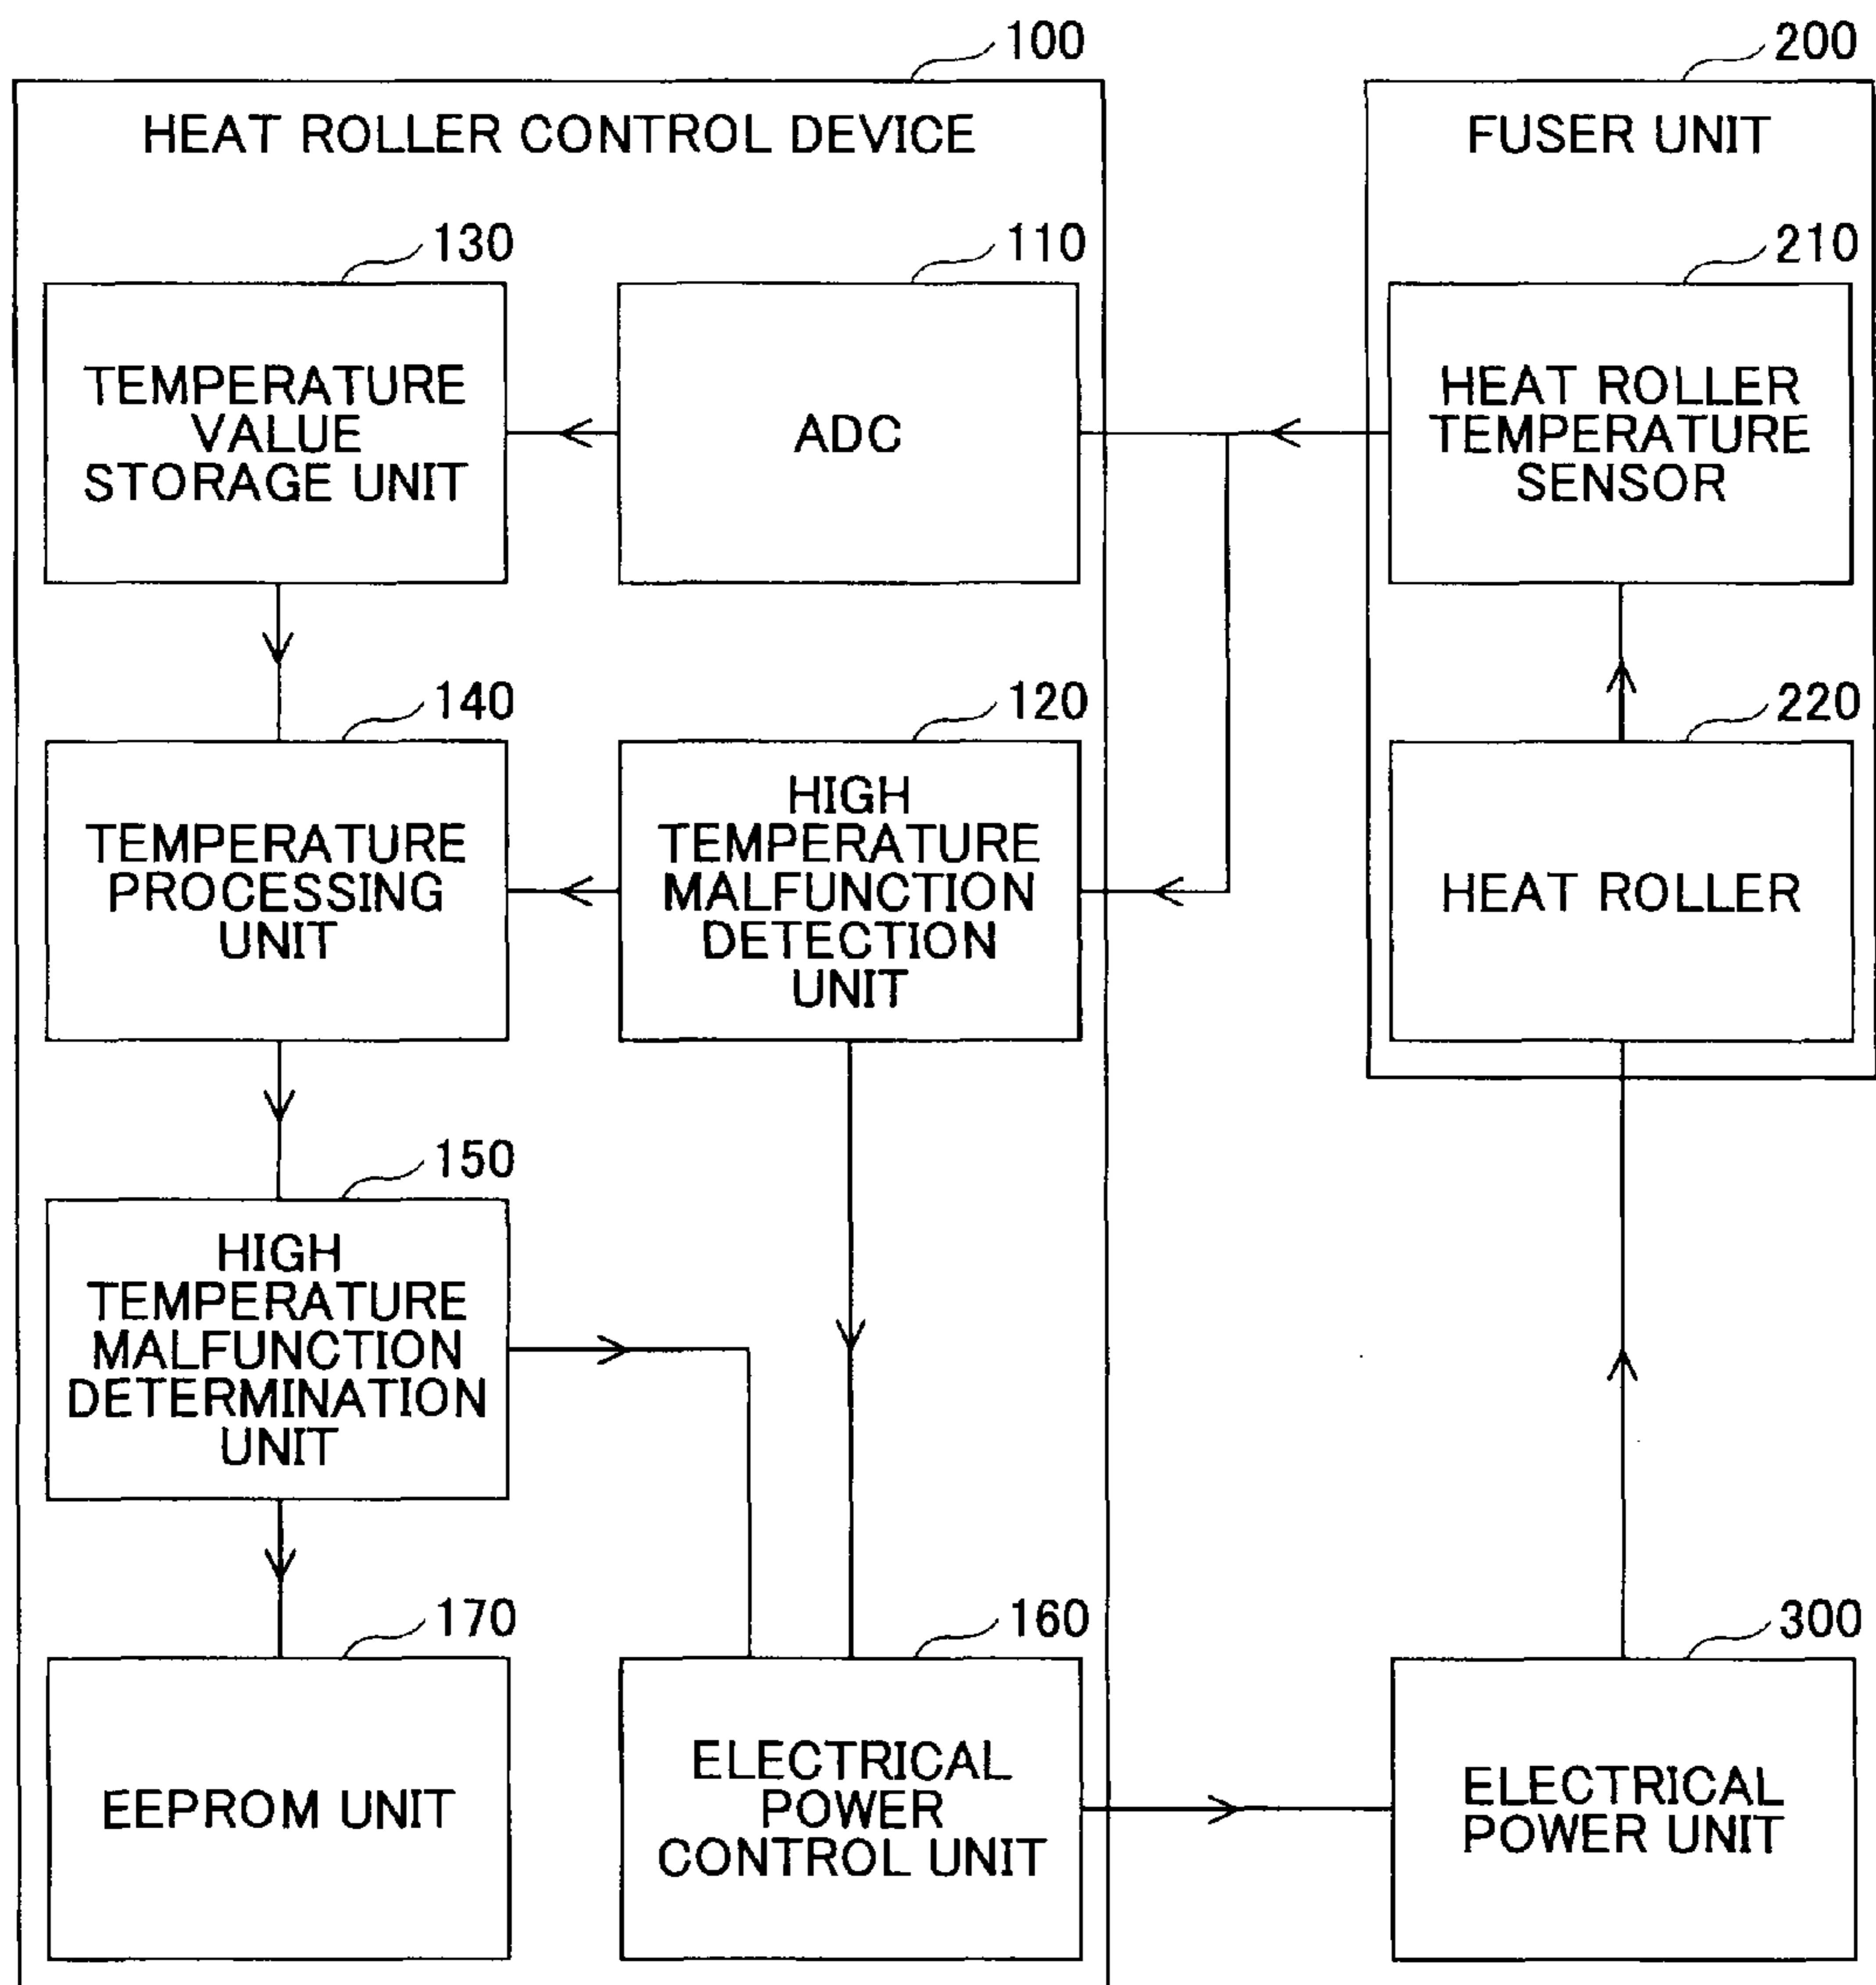 100
200
HEAT ROLLER CONTROL DEVICE
FUSER UNIT
130
110
210
TEMPERATURE
VALUE
STORAGE UNIT
ADC
HEAT ROLLER
TEMPERATURE
SENSOR
140
120
220
TEMPERATURE
PROCESSING
UNIT
HIGH
TEMPERATURE
MALFUNCTION
DETECTION
UNIT
HEAT ROLLER
150
HIGH
TEMPERATURE
MALFUNCTION
DETERMINATION
UNIT
170
160
300
EEPROM UNIT
ELECTRICAL
POWER
CONTROL UNIT
ELECTRICAL
POWER UNIT